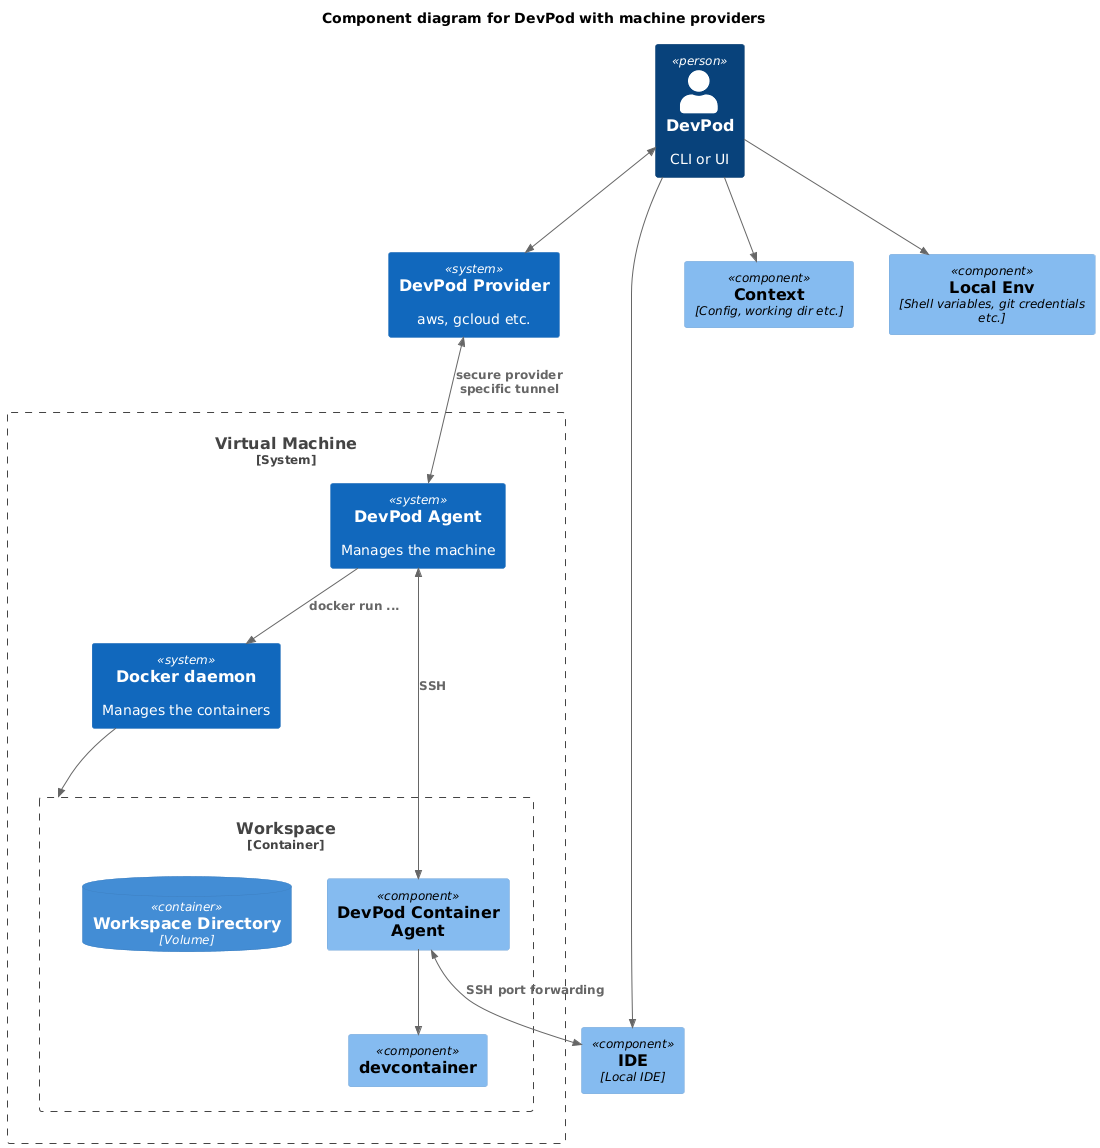 Component diagram for DevPod with machine providers
«person»
DevPod
CLI or UI
«system»
DevPod Provider
aws, gcloud etc.
«component»
Context
[Config, working dir etc.]
«component»
Local Env
[Shell variables, git credentials
etc.]
secure provider
specific tunnel
Virtual Machine
[System]
«system»
DevPod Agent
Manages the machine
docker run ...
«system»
Docker daemon
Manages the containers
SSH
Workspace
[Container]
«container»
Workspace Directory
[Volume]
«component»
DevPod Container
Agent
SSH port forwarding
«component»
devcontainer
«component»
IDE
[Local IDE]